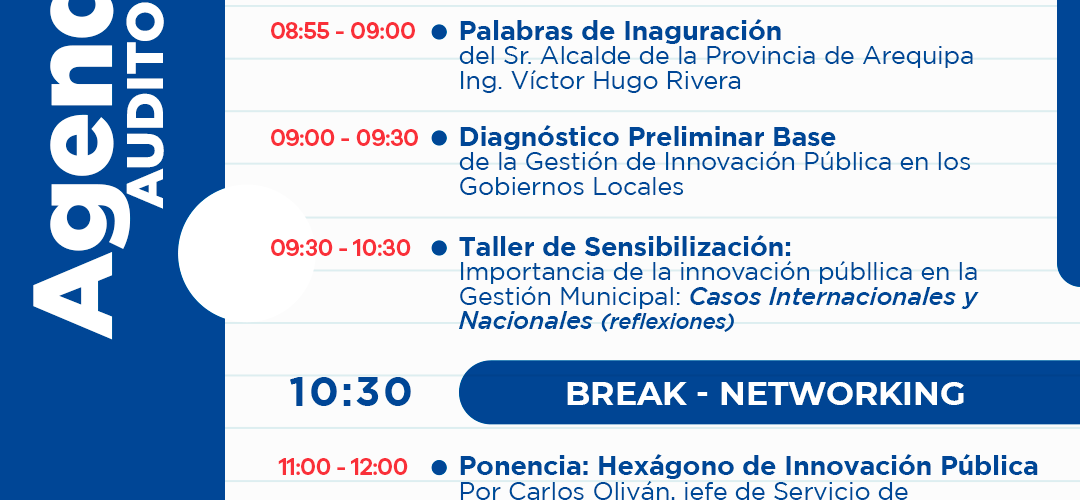 Agend
AUDITO
08:55 - 09:00
Palabras de Inaguración
del Sr. Alcalde de la Provincia de Arequipa
Ing. Víctor Hugo Rivera
09:00 - 09:30
Diagnóstico Preliminar Base
de la Gestión de Innovación Pública en los
Gobiernos Locales
09:30 - 10:30
Taller de Sensibilización:
Importancia de la innovación públlica en la
Gestión Municipal: Casos Internacionales y
Nacionales (reflexiones)
10:30
BREAK - NETWORKING
11:00 - 12:00
Ponencia: Hexágono de Innovación Pública
Por Carlos Oliván, jefe de Servicio de